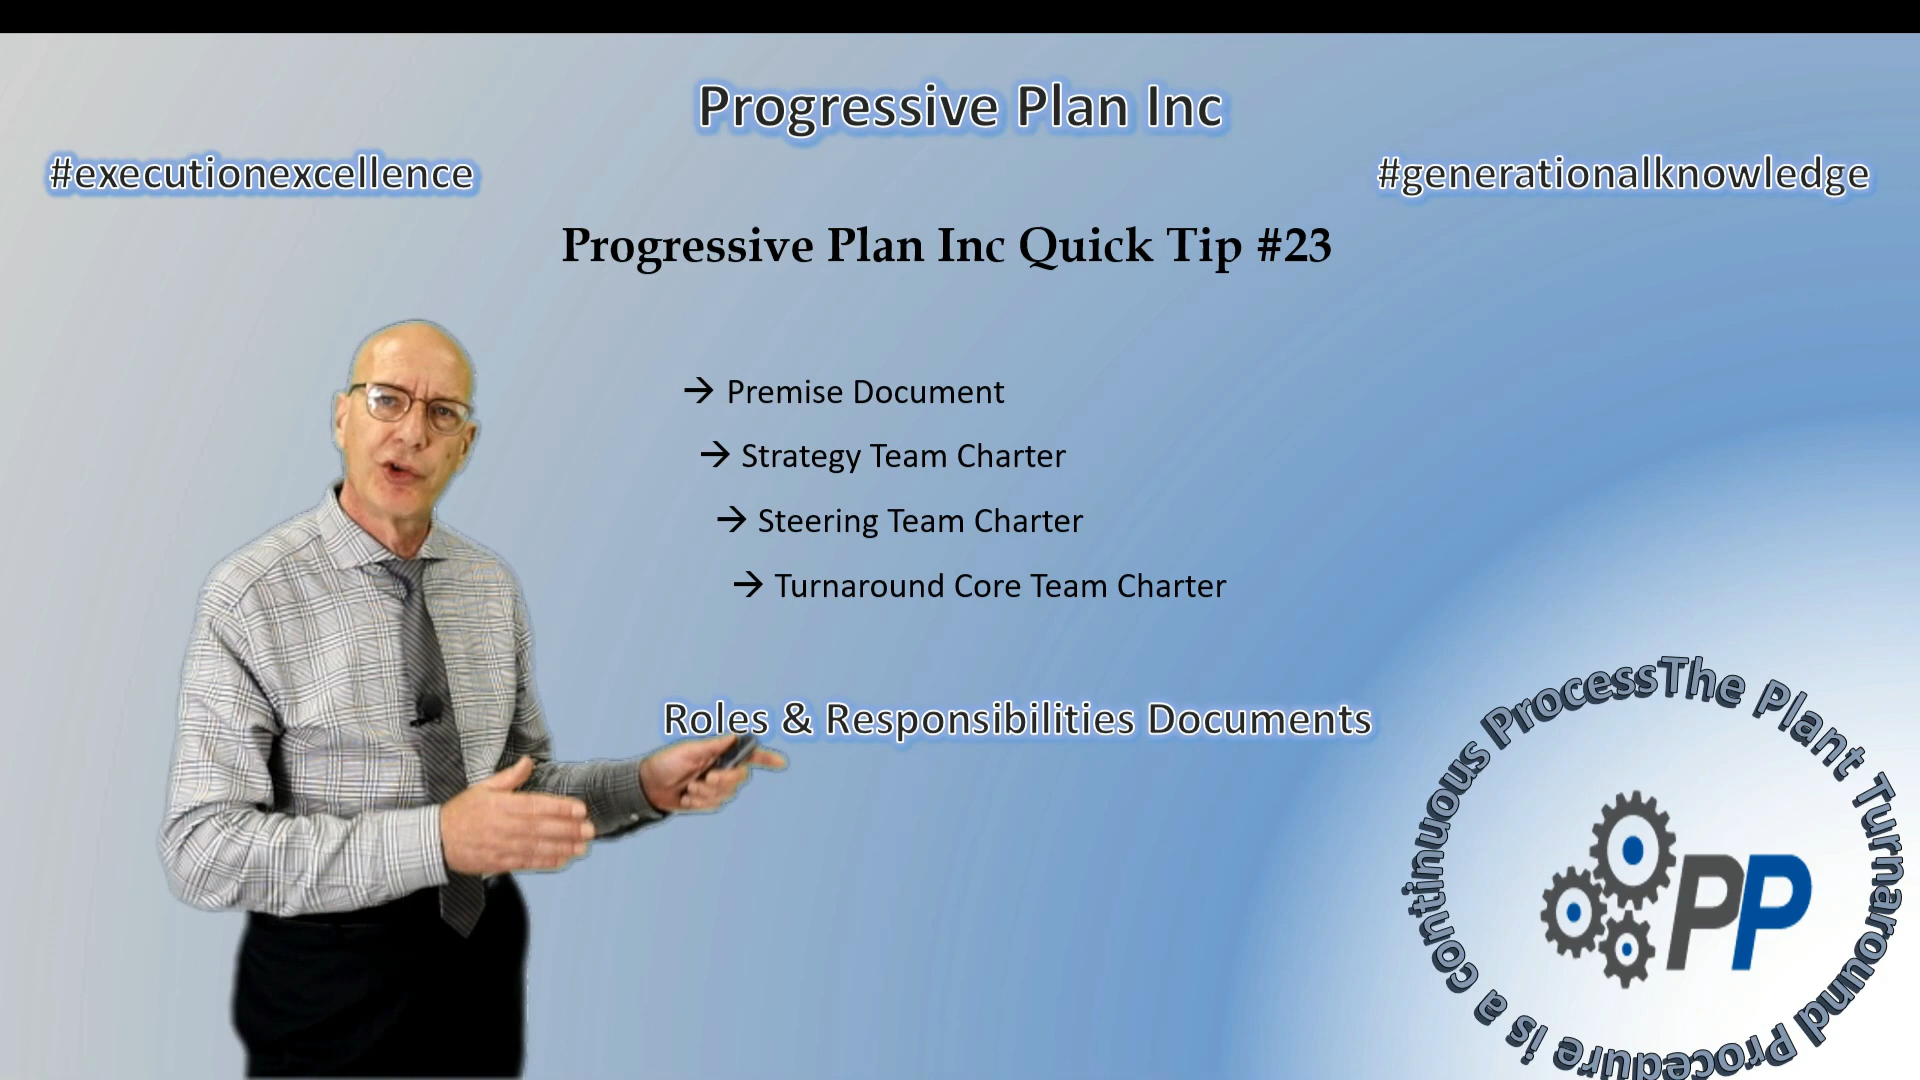 Progressive Plan Inc
#executionexcellence
#generationalknowledge
Progressive Plan Inc Quick Tip #23
→ Premise Document
→ Strategy Team Charter
→ Steering Team Charter
→ Turnaround Core Team Charter
Roles & Responsibilities Documents
The Plant Turnaround Procedure is a continuous Process
PP